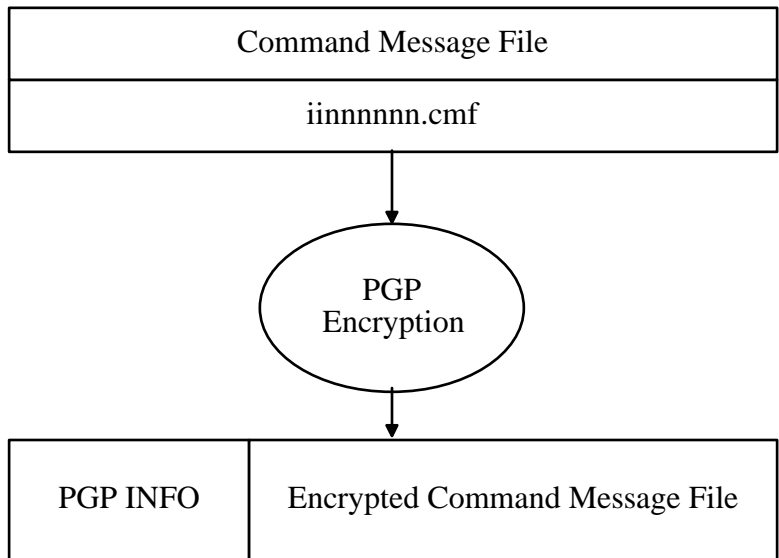 Command Message File
iinnnnnn.cmf
PGP
Encryption
PGP INFO
Encrypted Command Message File